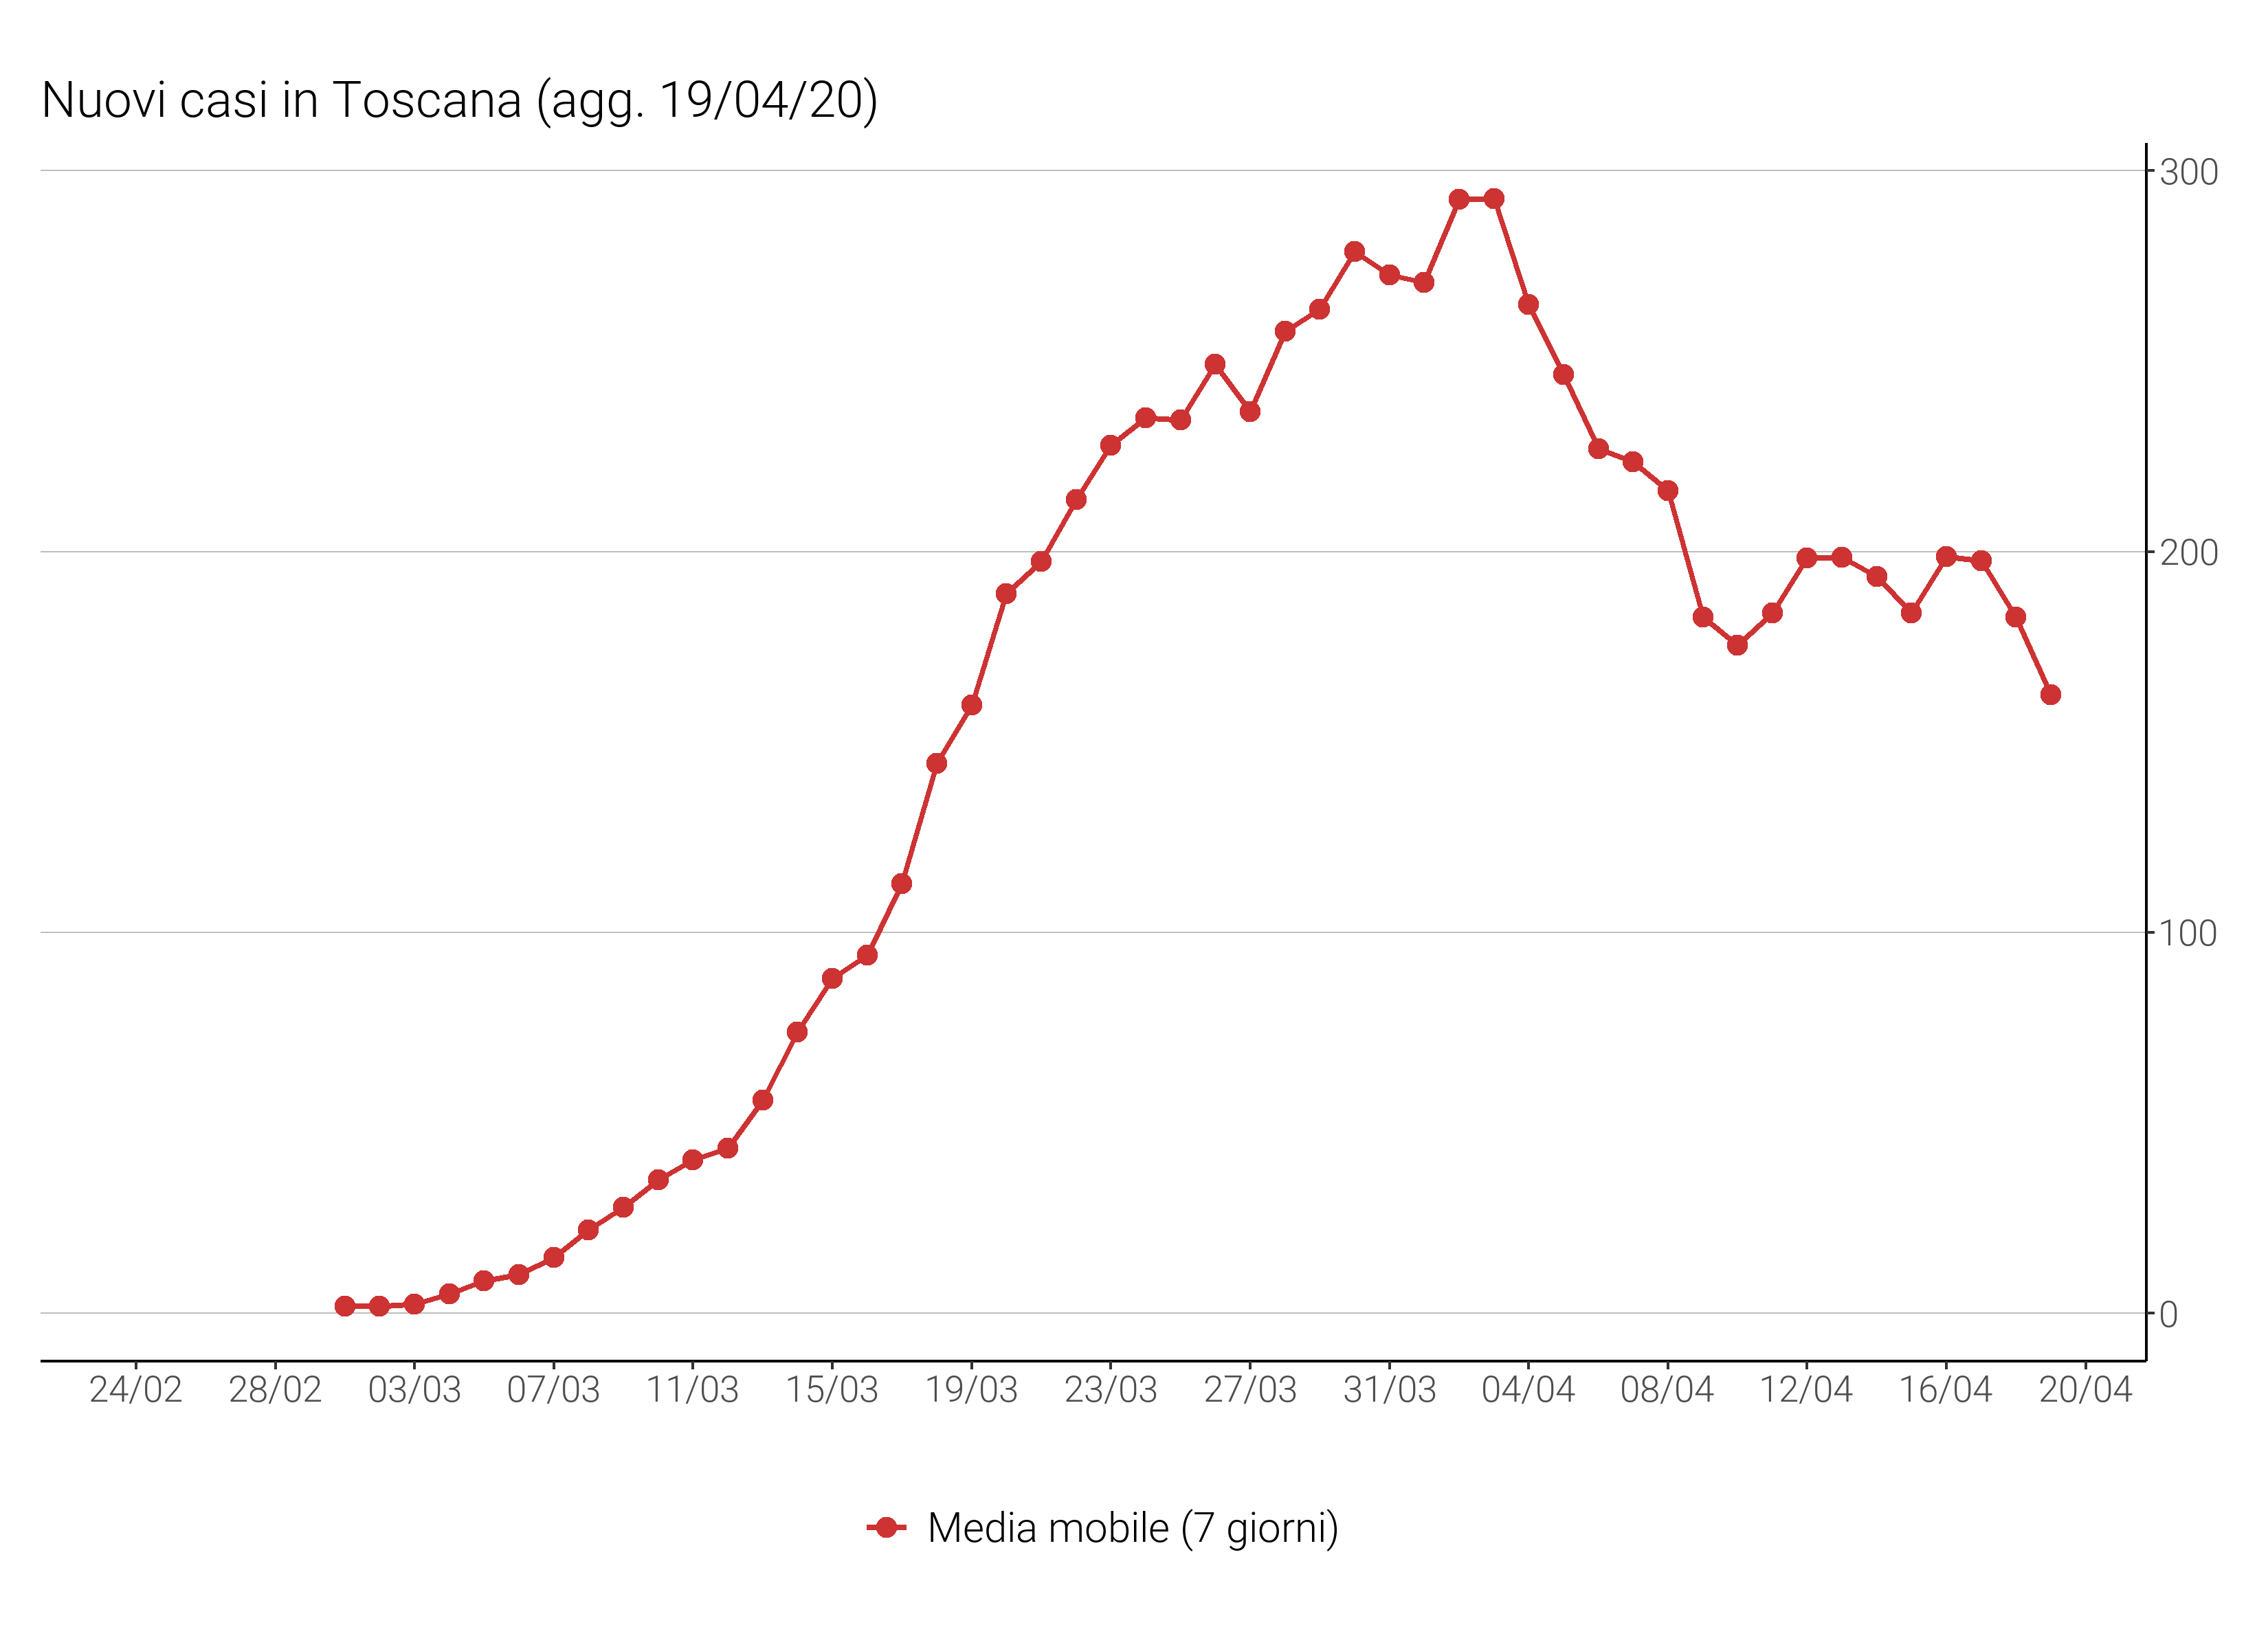 Nuovi casi in Toscana (agg. 19/04/20)
300
200
100
0
24/02 28/02 03/03 07/03 11/03 15/03 19/03 23/03 27/03 31/03 04/04 08/04 12/04 16/04 20/04
Media mobile (7 giorni)